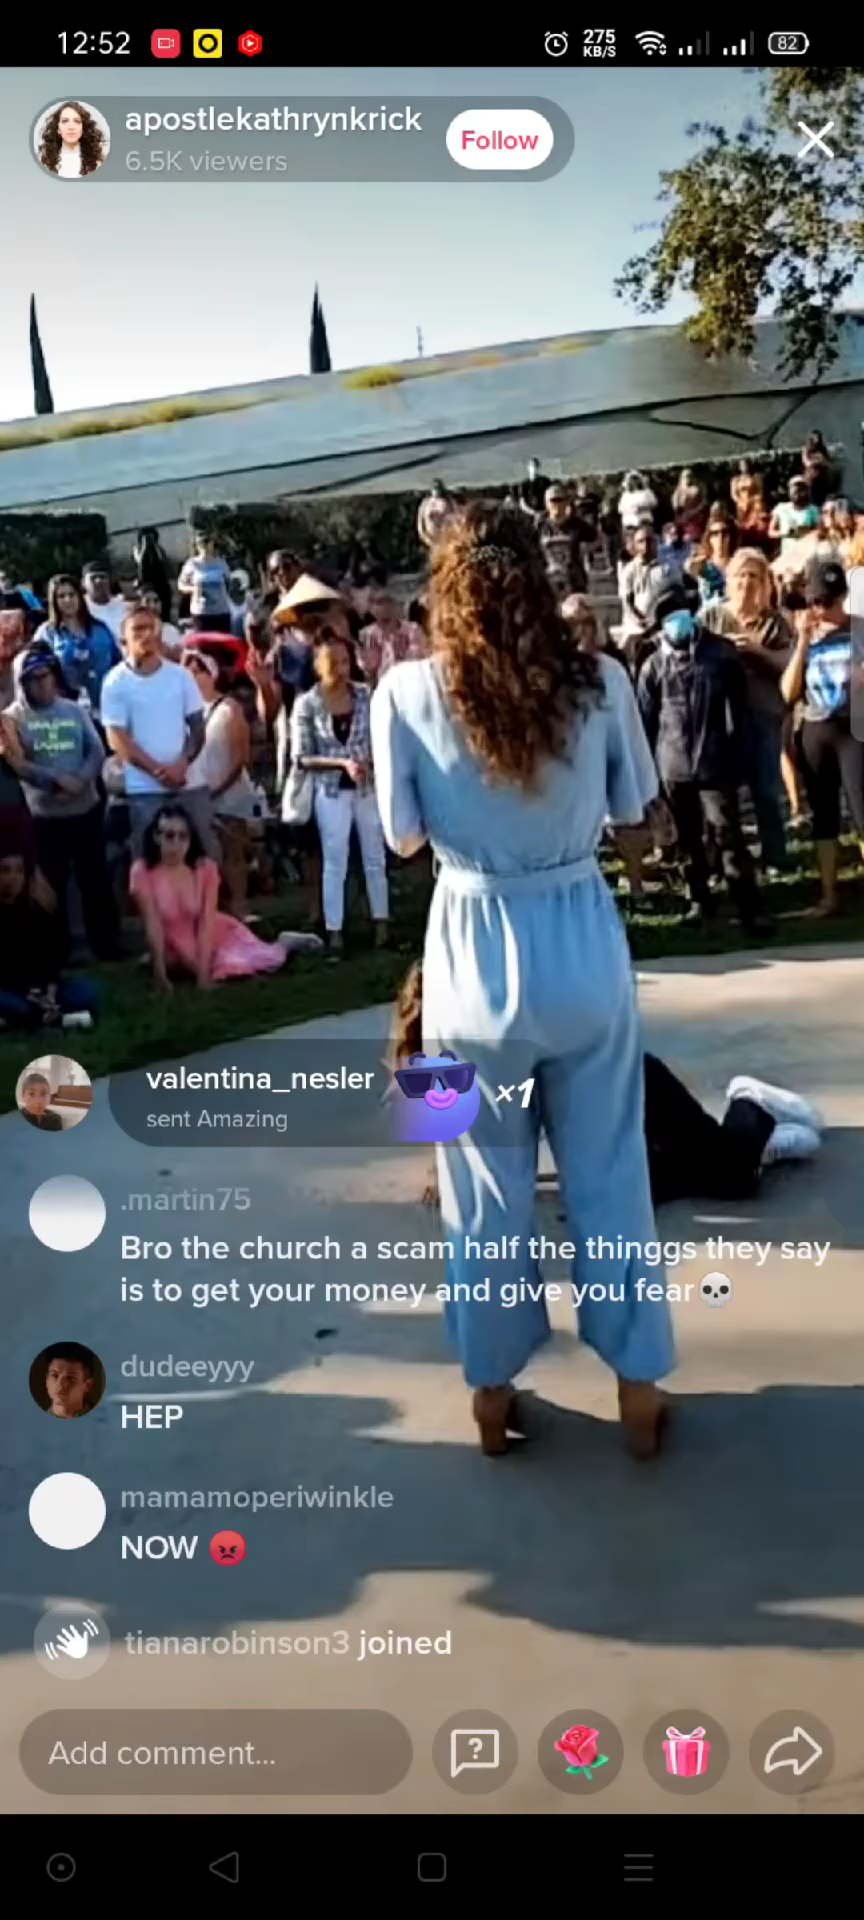 12:52
275
KB/S
82
apostlekathrynkrick
6.5K viewers
Follow
valentina_nesler
sent Amazing
×1
.martin75
Bro the church a scam half the thinggs they say
is to get your money and give you fear💀
dudeeyyy
HEP
mamamoperiwinkle
NOW 😡
tianarobinson3 joined
Add comment...
?